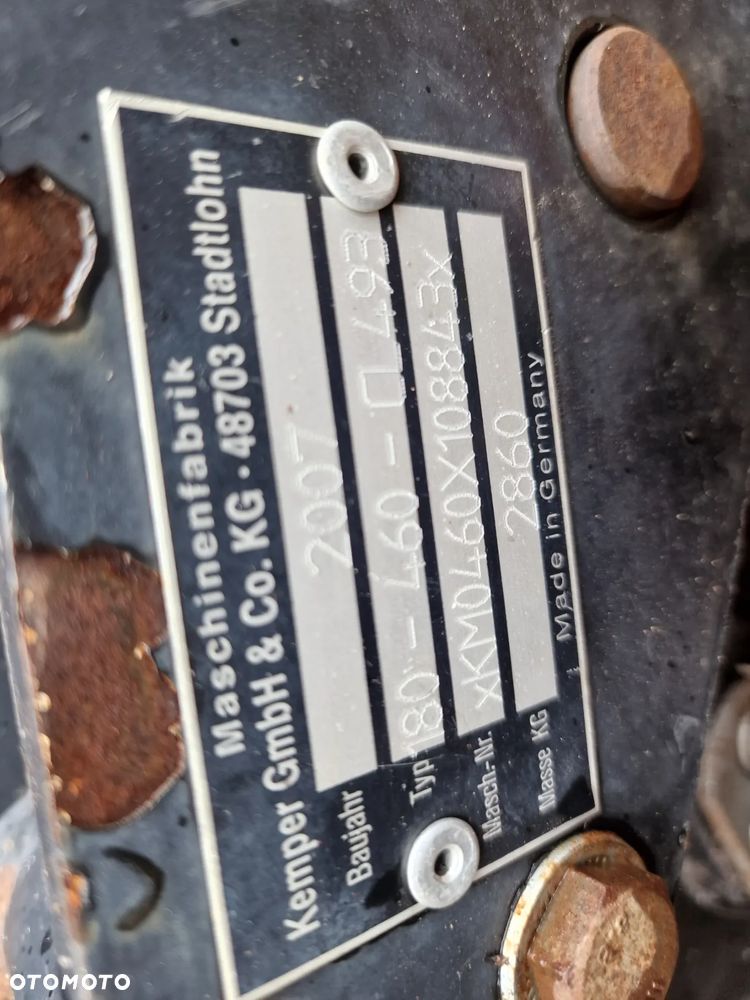 Maschinenfabrik
Kemper GmbH & Co. KG · 48703 Stadtlohn
Baujahr 2007
Typ 180-460-CL493
Masch.-Nr. xKM0460X108843x
Masse KG 2860
Made in Germany
OTOMOTO